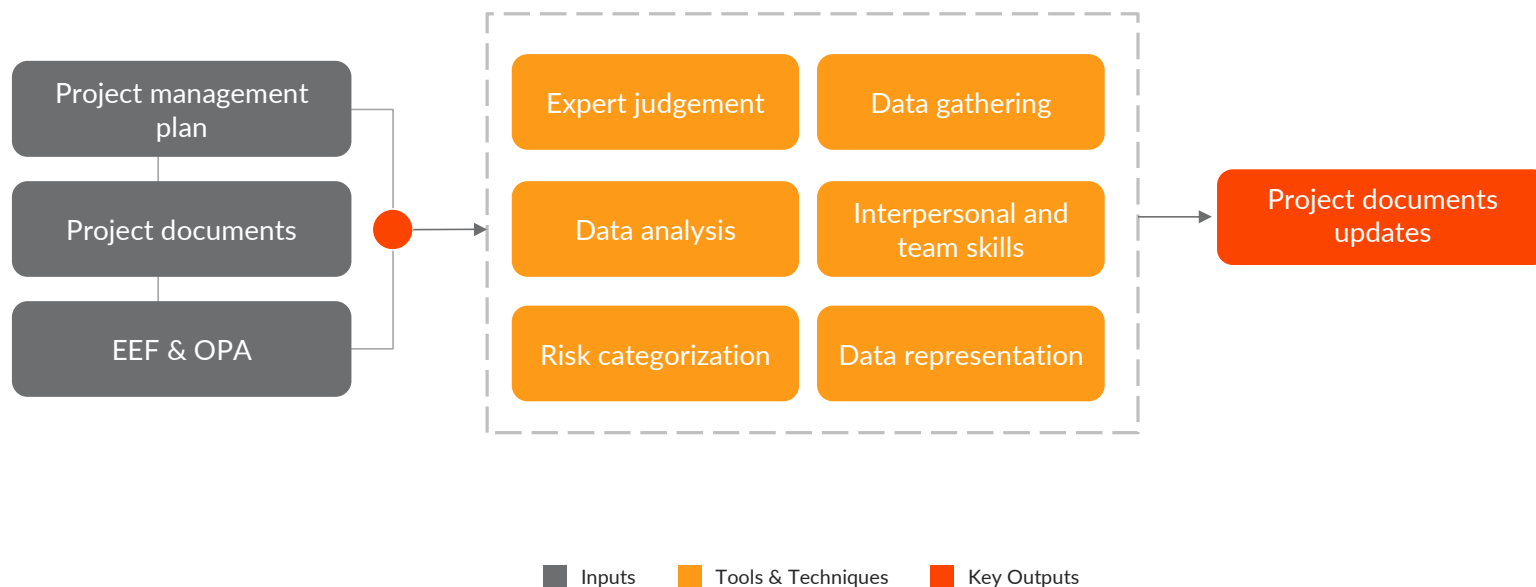 Project management
plan
Project documents
EEF & OPA
Expert judgement
Data gathering
Data analysis
Interpersonal and
team skills
Risk categorization
Data representation
Project documents
updates
Inputs
Tools & Techniques
Key Outputs